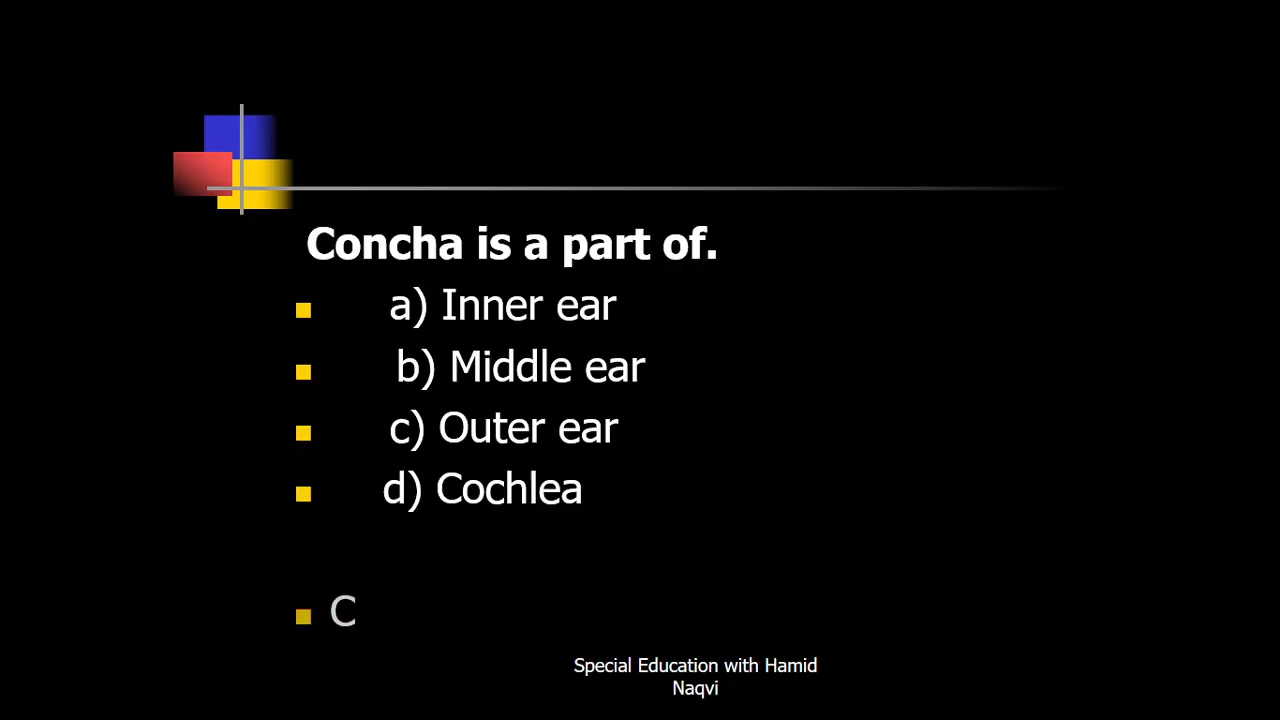 Concha is a part of.
a) Inner ear
b) Middle ear
c) Outer ear
d) Cochlea
C
Special Education with Hamid
Naqvi